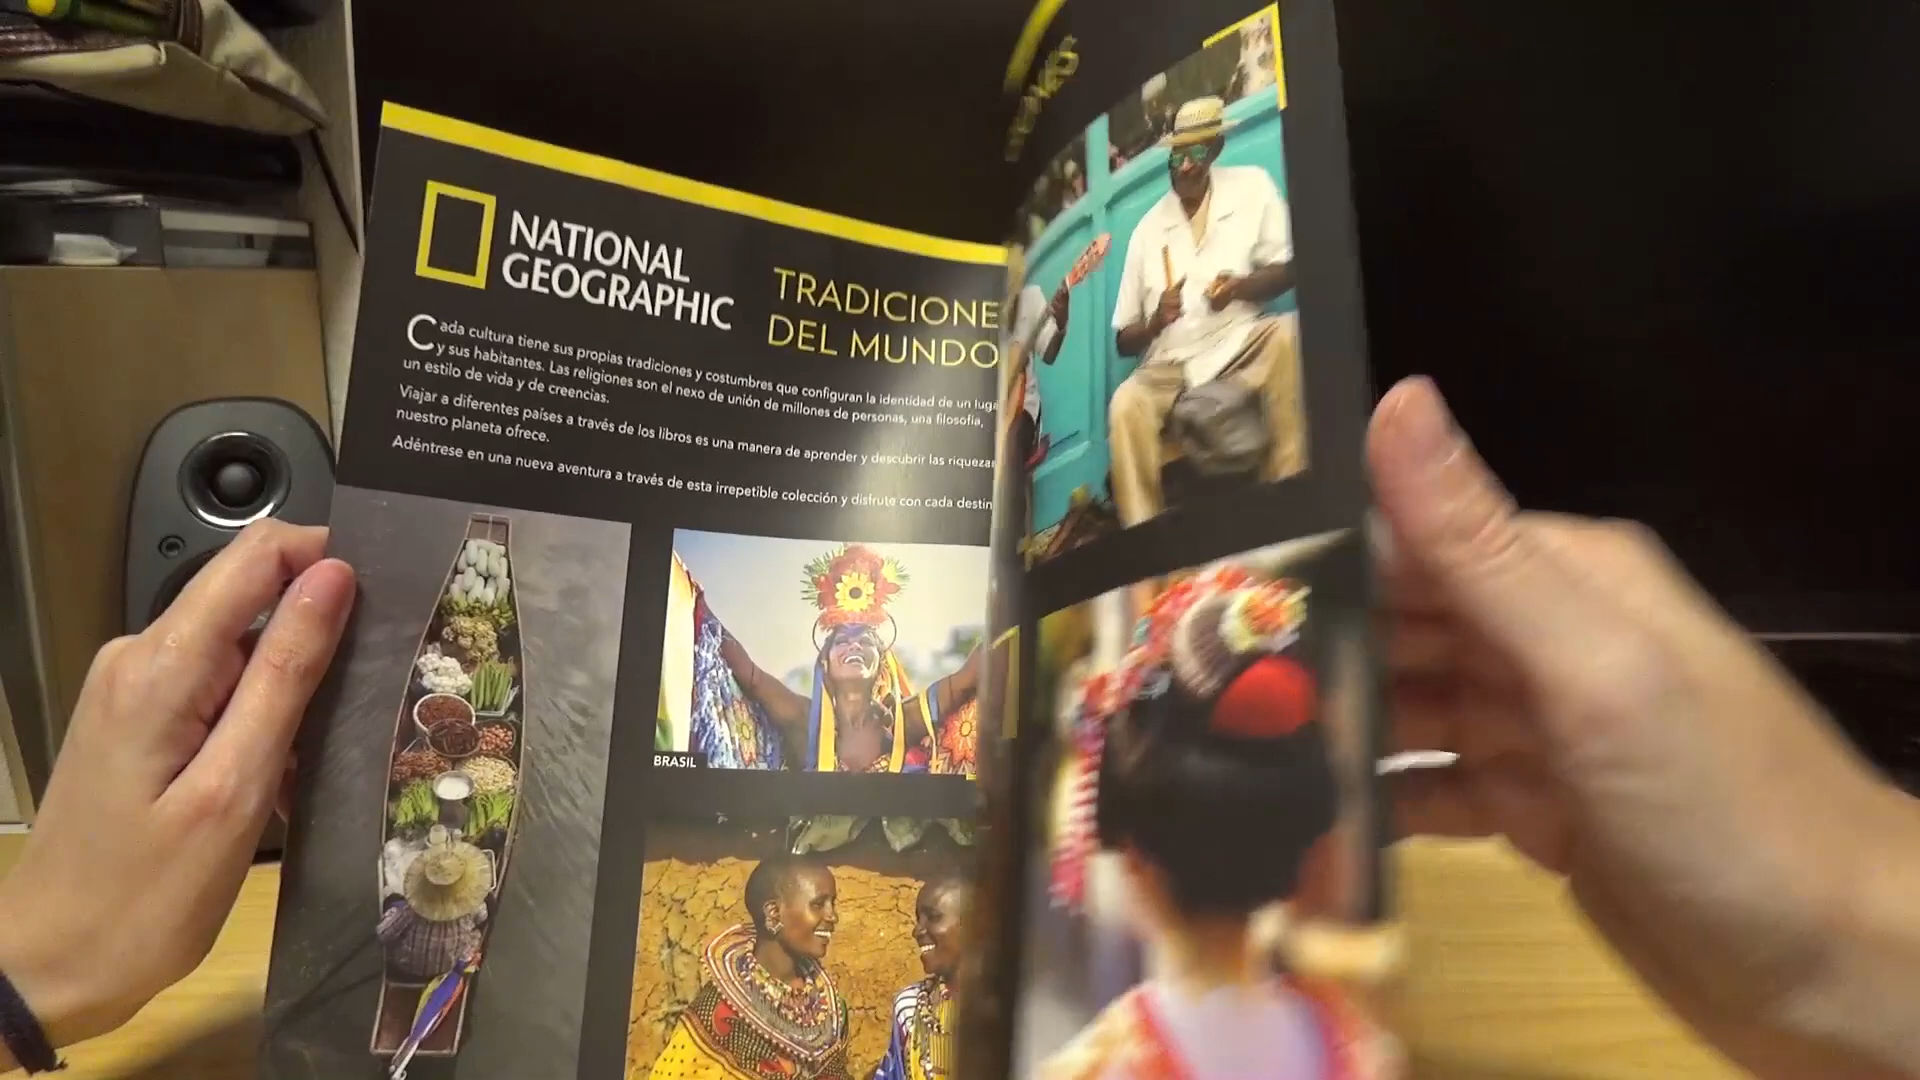 NATIONAL
GEOGRAPHIC
TRADICIONE
DEL MUNDO
Cada cultura tiene sus propias tradiciones y costumbres que configuran la identidad de un luga
y sus habitantes. Las religiones son el nexo de unión de millones de personas, una filosofía,
un estilo de vida y de creencias.
Viajar a diferentes países a través de los libros es una manera de aprender y descubrir las riquezas
nuestro planeta ofrece.
Adéntrese en una nueva aventura a través de esta irrepetible colección y disfrute con cada destin
BRASIL